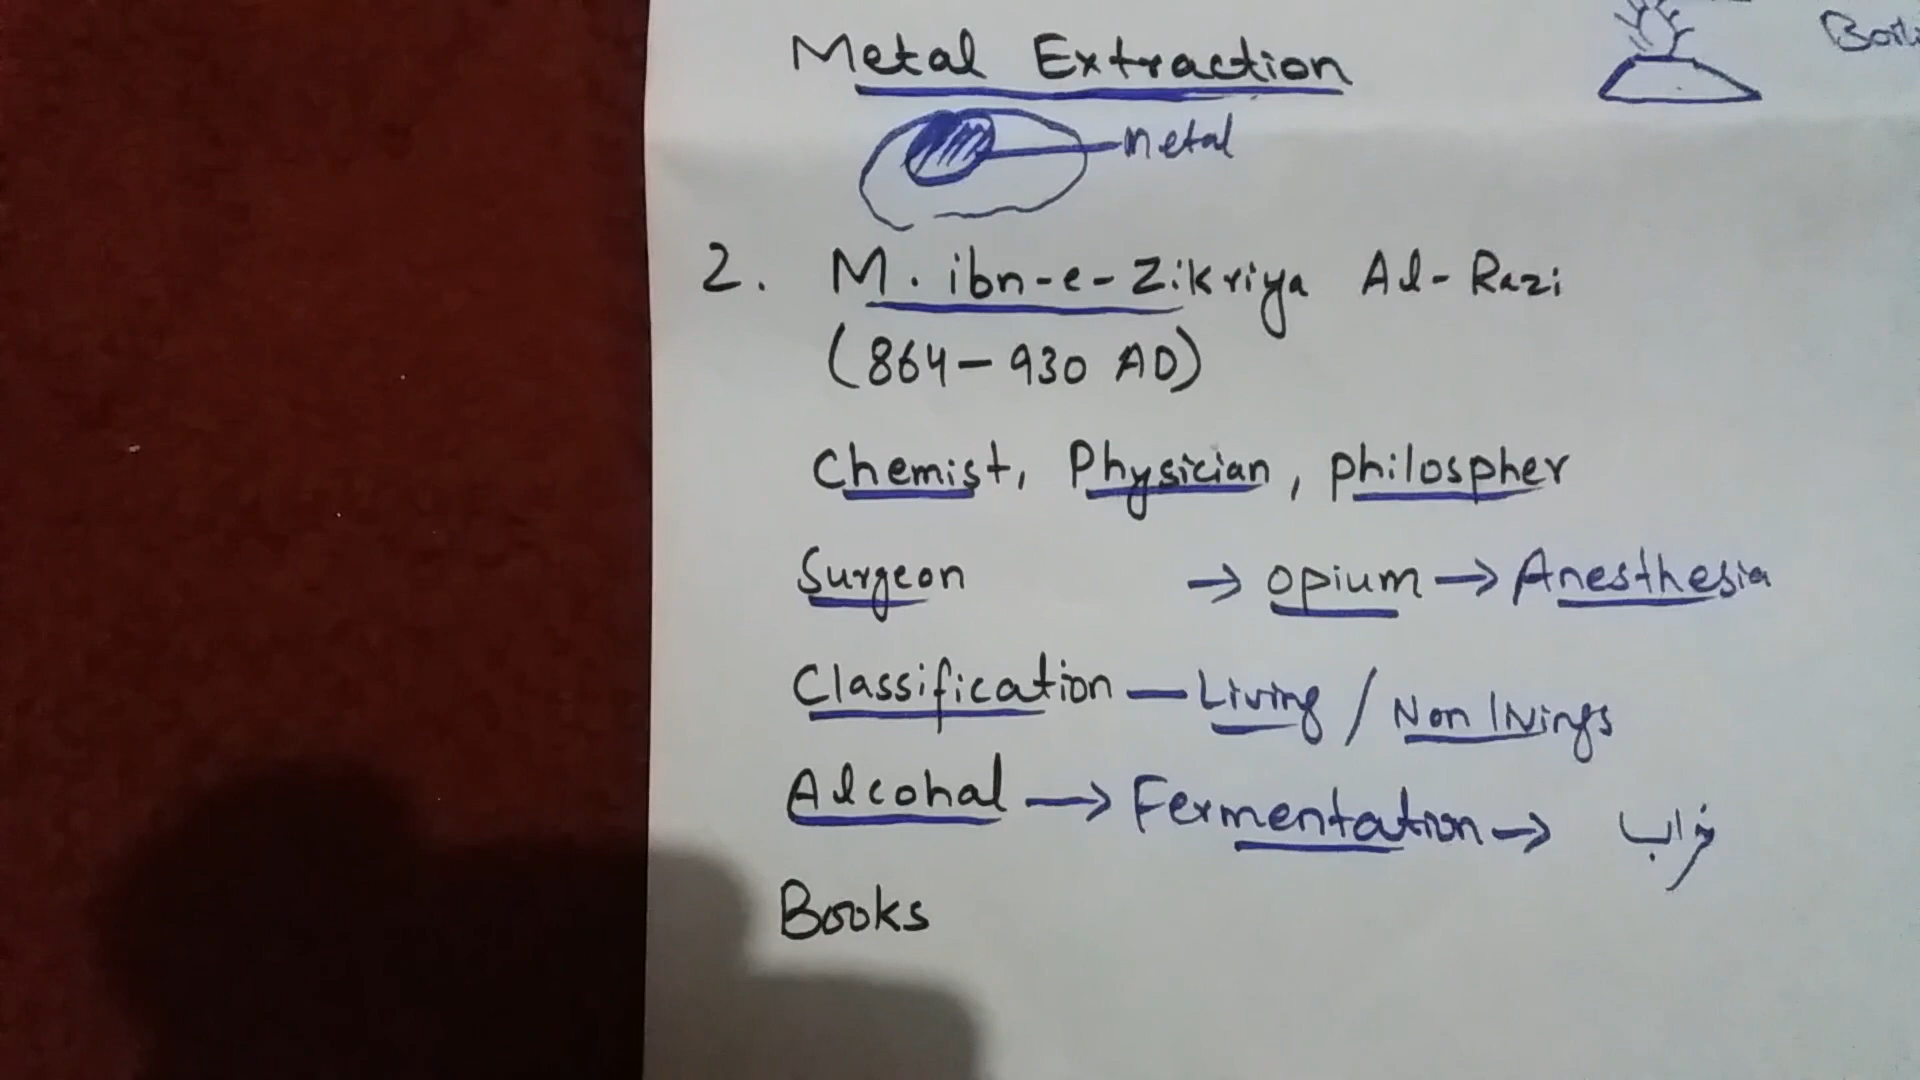 Metal Extraction
metal
2. M. ibn-e-Zikriya Al-Razi
(864 – 930 AD)
Chemist, Physician, philospher
Surgeon → opium → Anesthesia
Classification — Living / Non livings
Alcohal → Fermentation → خراب
Books